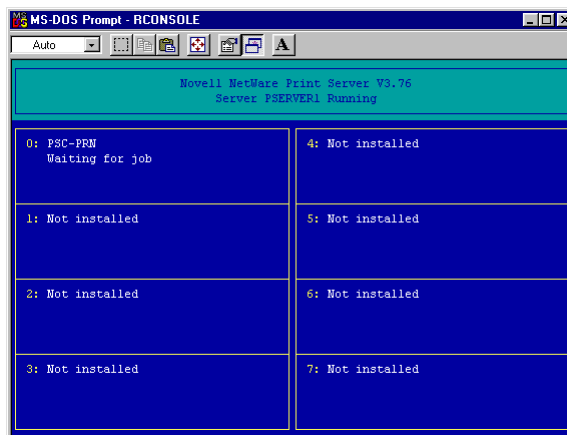 MS-DOS Prompt - RCONSOLE
Auto
A
Novell NetWare Print Server V3.76
Server PSERVER1 Running
0: PSC-PRN
Waiting for job
1: Not installed
2: Not installed
3: Not installed
4: Not installed
5: Not installed
6: Not installed
7: Not installed